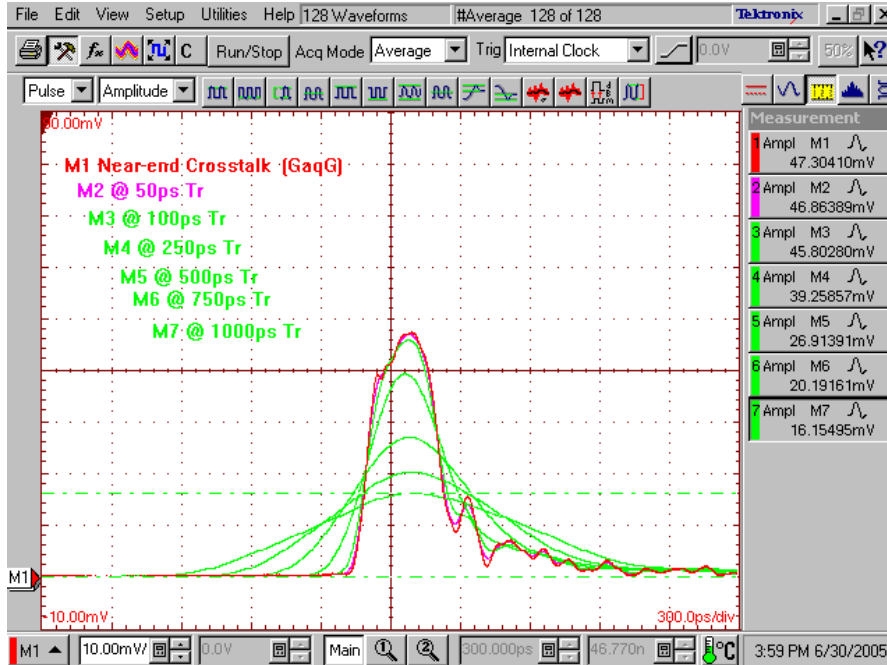 File Edit View Setup Utilities Help 128 Waveforms #Average 128 of 128 Tektronix
C Run/Stop Acq Mode Average Trig Internal Clock 0.0V 50%
Pulse Amplitude
Measurement
1 Ampl M1
47.30410mV
2 Ampl M2
46.86389mV
3 Ampl M3
45.80280mV
4 Ampl M4
39.25857mV
5 Ampl M5
26.91391mV
6 Ampl M6
20.19161mV
7 Ampl M7
16.15495mV
M1 Near-end Crosstalk (GaqG)
M2 @ 50ps Tr
M3 @ 100ps Tr
M4 @ 250ps Tr
M5 @ 500ps Tr
M6 @ 750ps Tr
M7 @ 1000ps Tr
M1
-10.00mV 300.0ps/div
M1 10.00mV/ 0.0V Main 1 2 300.000ps 46.770n °C 3:59 PM 6/30/2005